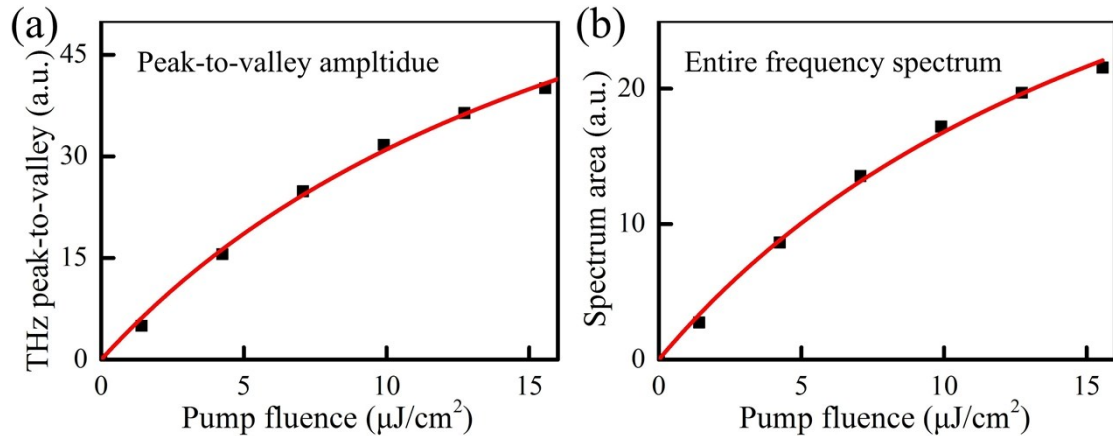 (a)
Peak-to-valley ampltidue
THz peak-to-valley (a.u.)
45
30
15
0
0 5 10 15
Pump fluence (μJ/cm²)
(b)
Entire frequency spectrum
Spectrum area (a.u.)
20
10
0
0 5 10 15
Pump fluence (μJ/cm²)